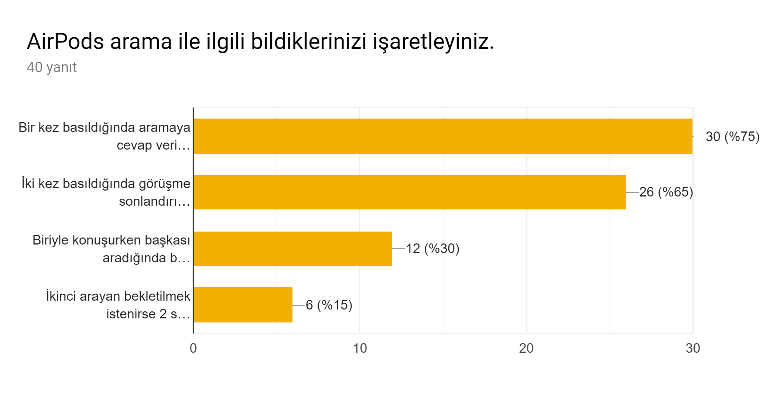 AirPods arama ile ilgili bildiklerinizi işaretleyiniz.
40 yanıt
Bir kez basıldığında aramaya
cevap veri…
30 (%75)
İki kez basıldığında görüşme
sonlandırı…
26 (%65)
Biriyle konuşurken başkası
aradığında b…
12 (%30)
İkinci arayan bekletilmek
istenirse 2 s…
6 (%15)
0
10
20
30